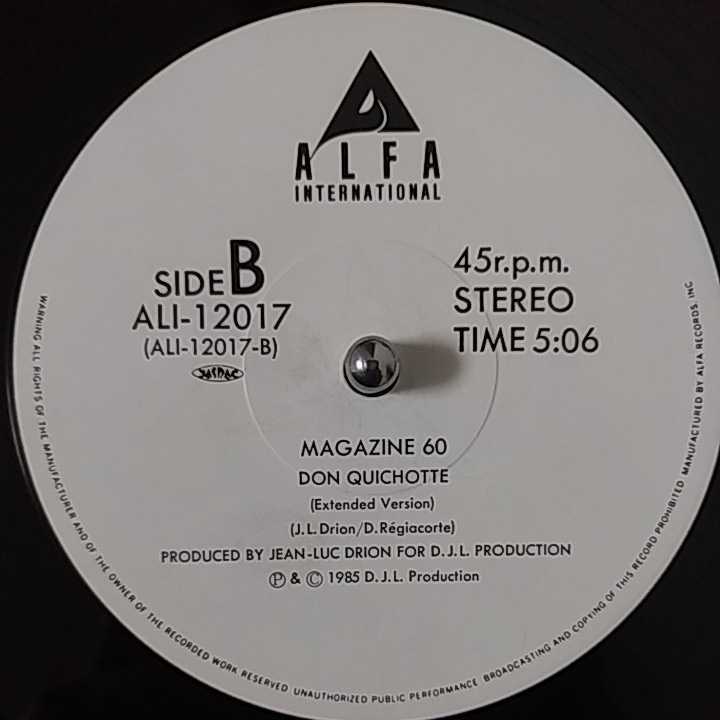 ALFA
INTERNATIONAL
SIDE B
ALI-12017
(ALI-12017-B)
JASRAC
45r.p.m.
STEREO
TIME 5:06
MAGAZINE 60
DON QUICHOTTE
(Extended Version)
(J.L.Drion/D.Régiacorte)
PRODUCED BY JEAN-LUC DRION FOR D.J.L. PRODUCTION
Ⓟ & © 1985 D.J.L. Production
WARNING ALL RIGHTS OF THE MANUFACTURER AND OF THE OWNER OF THE RECORDED WORK RESERVED. UNAUTHORIZED PUBLIC PERFORMANCE BROADCASTING AND COPYING OF THIS RECORD PROHIBITED. MANUFACTURED BY ALFA RECORDS, INC